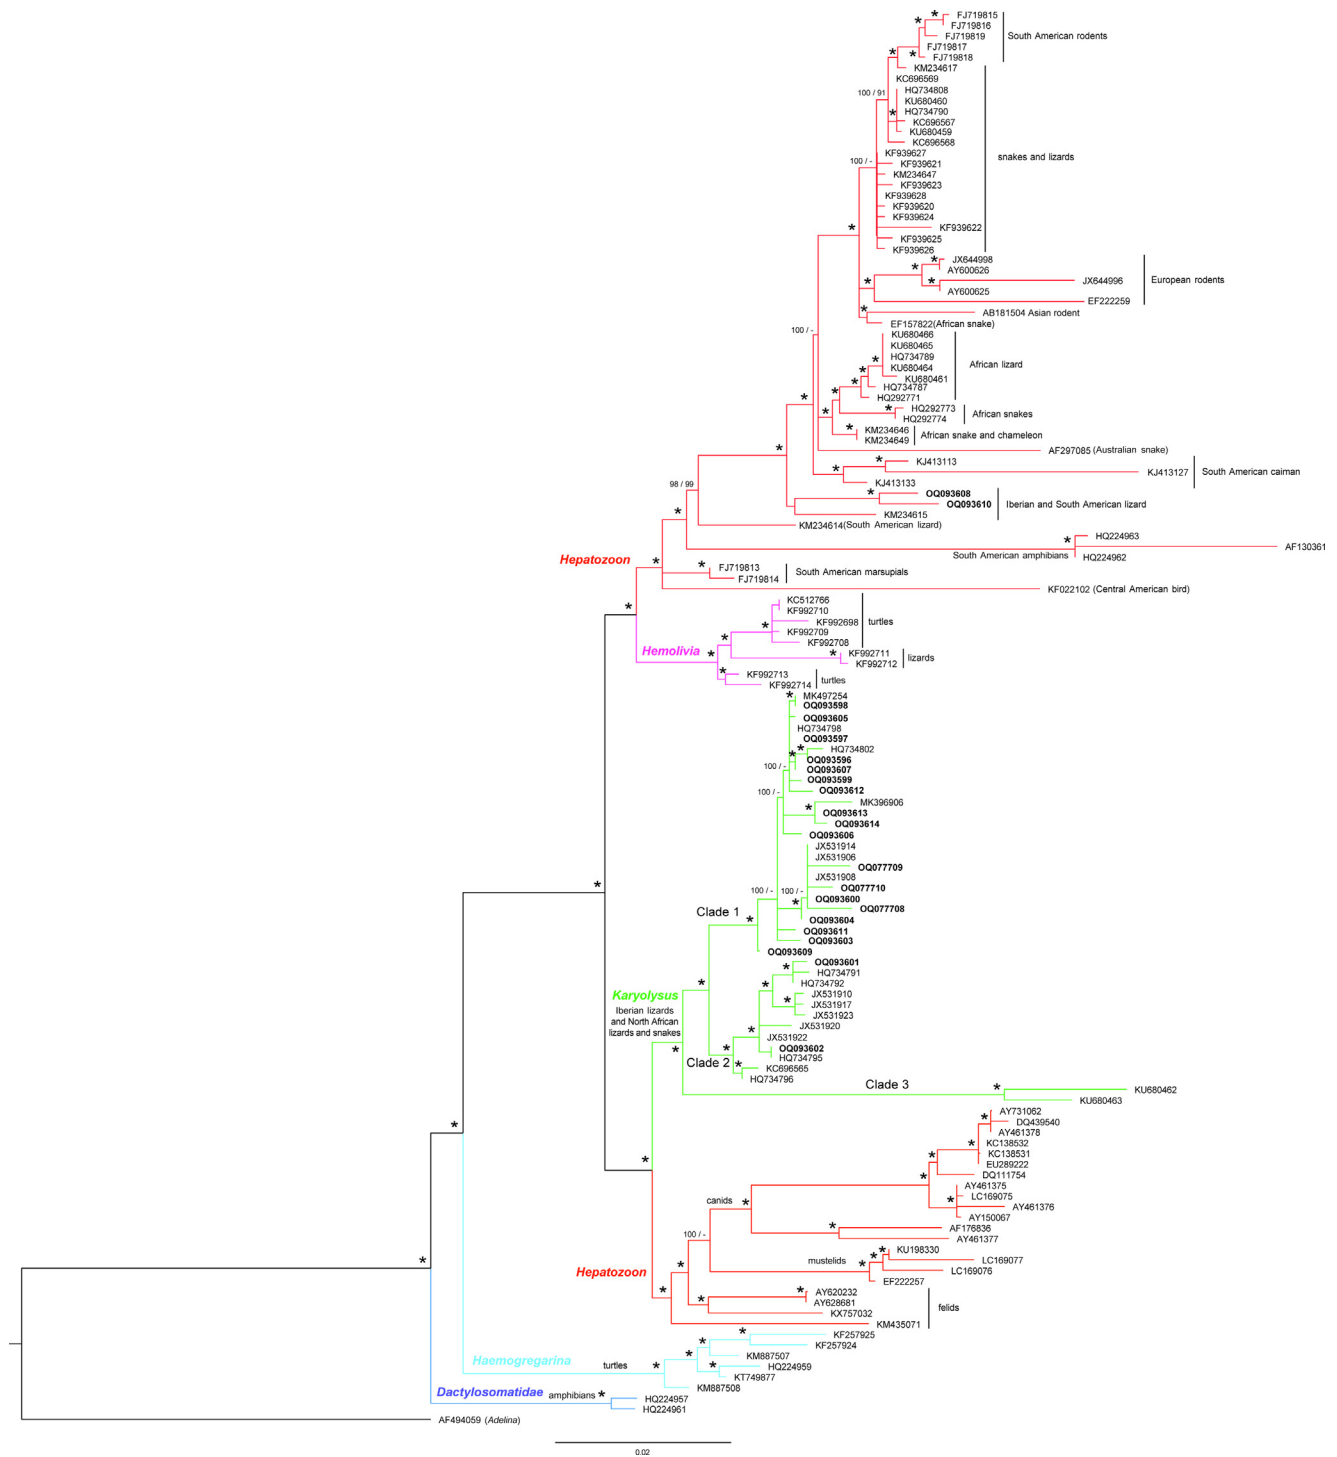 FJ719815
FJ719816
FJ719819
South American rodents
FJ719817
FJ719818
KM234617
KC696569
100 / 91
HQ734808
KU680460
HQ734790
KC696567
KU680459
KC696568
KF939627
snakes and lizards
100 / -
KF939621
KM234647
KF939623
KF939628
KF939620
KF939624
KF939622
KF939625
KF939626
JX644998
AY600626
JX644996
European rodents
AY600625
EF222259
AB181504 Asian rodent
EF157822(African snake)
100 / -
KU680466
KU680465
HQ734789
African lizard
KU680464
KU680461
HQ734787
HQ292771
HQ292773
African snakes
HQ292774
KM234646
African snake and chameleon
KM234649
AF297085 (Australian snake)
KJ413113
KJ413127
South American caiman
KJ413133
98 / 99
OQ093608
OQ093610
Iberian and South American lizard
KM234615
KM234614(South American lizard)
HQ224963
AF130361
South American amphibians
HQ224962
Hepatozoon
FJ719813
South American marsupials
FJ719814
KF022102 (Central American bird)
KC512766
KF992710
KF992698
turtles
KF992709
KF992708
Hemolivia
KF992711
lizards
KF992712
KF992713
turtles
KF992714
MK497254
OQ093598
OQ093605
HQ734798
OQ093597
HQ734802
OQ093596
100 / -
OQ093607
OQ093599
100 / -
OQ093612
MK396906
OQ093613
OQ093614
OQ093606
JX531914
JX531906
OQ077709
JX531908
100 / -
100 / -
OQ077710
OQ093600
OQ077708
Clade 1
OQ093604
OQ093611
OQ093603
OQ093609
OQ093601
HQ734791
HQ734792
Karyolysus
JX531910
Iberian lizards
and North African
lizards and snakes
JX531917
JX531923
JX531920
JX531922
OQ093602
HQ734795
Clade 2
KC696565
HQ734796
Clade 3
KU680462
KU680463
AY731062
DQ439540
AY461378
KC138532
KC138531
EU289222
DQ111754
AY461375
LC169075
canids
AY461376
AY150067
AF176836
100 / -
AY461377
KU198330
mustelids
LC169077
LC169076
Hepatozoon
EF222257
AY620232
AY628681
felids
KX757032
KM435071
KF257925
KF257924
KM887507
Haemogregarina
turtles
HQ224959
KT749877
KM887508
Dactylosomatidae
amphibians
HQ224957
HQ224961
AF494059 (Adelina)
0.02